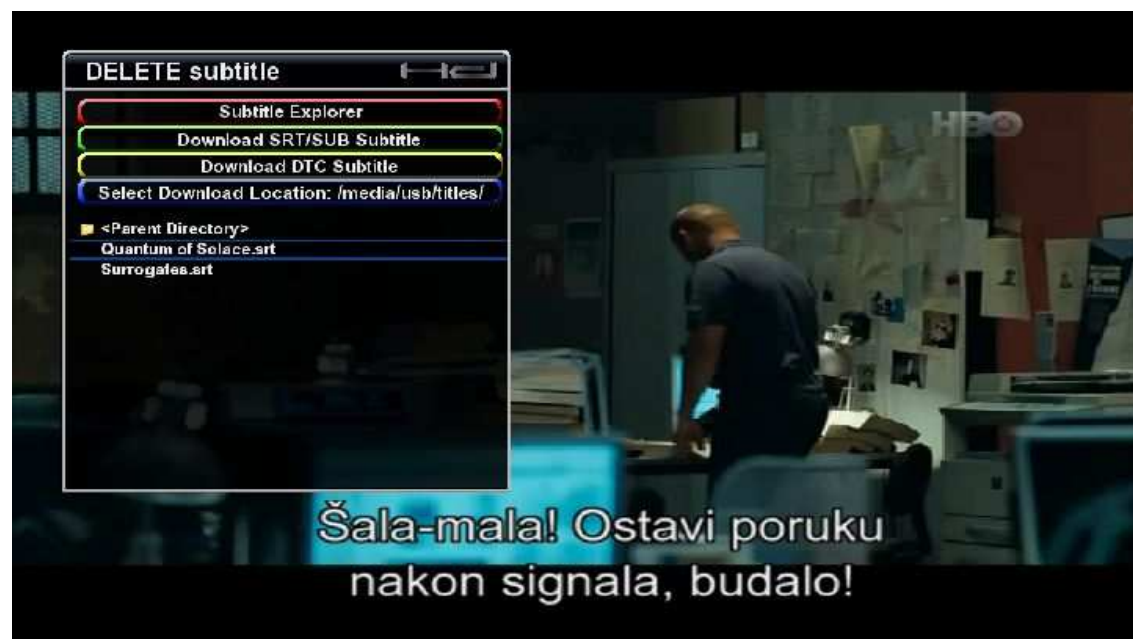 DELETE subtitle
HBO
Subtitle Explorer
Download SRT/SUB Subtitle
Download DTC Subtitle
Select Download Location: /media/usb/titles/
<Parent Directory>
Quantum of Solace.srt
Surrogates.srt
Šala-mala! Ostavi poruku
nakon signala, budalo!